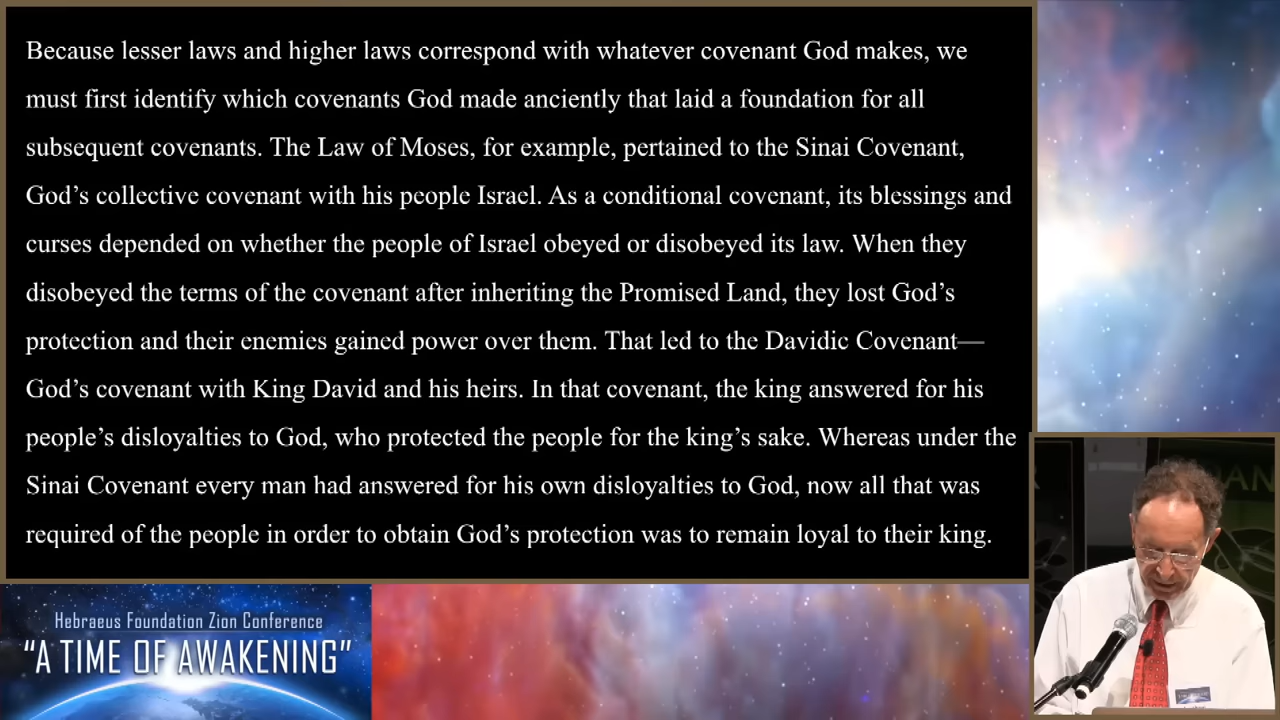 Because lesser laws and higher laws correspond with whatever covenant God makes, we
must first identify which covenants God made anciently that laid a foundation for all
subsequent covenants. The Law of Moses, for example, pertained to the Sinai Covenant,
God’s collective covenant with his people Israel. As a conditional covenant, its blessings and
curses depended on whether the people of Israel obeyed or disobeyed its law. When they
disobeyed the terms of the covenant after inheriting the Promised Land, they lost God’s
protection and their enemies gained power over them. That led to the Davidic Covenant—
God’s covenant with King David and his heirs. In that covenant, the king answered for his
people’s disloyalties to God, who protected the people for the king’s sake. Whereas under the
Sinai Covenant every man had answered for his own disloyalties to God, now all that was
required of the people in order to obtain God’s protection was to remain loyal to their king.
Hebraeus Foundation Zion Conference
“A TIME OF AWAKENING”